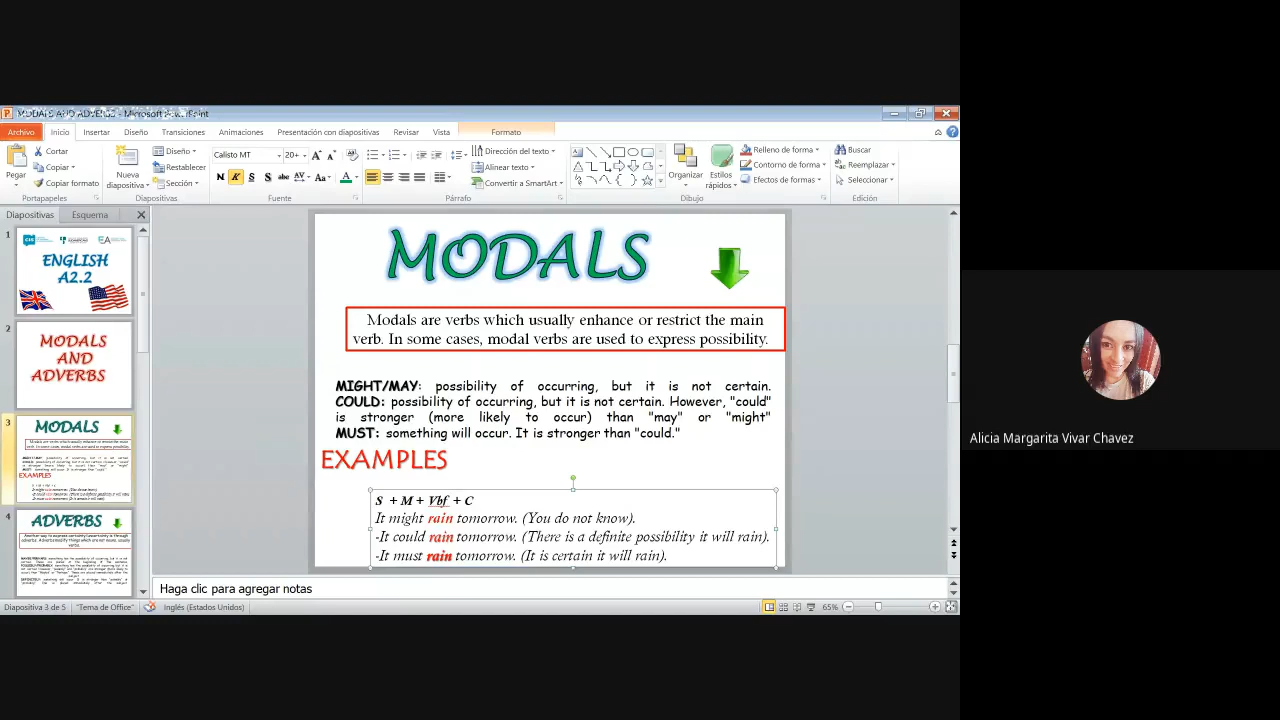 MODALS AND ADVERBS - Microsoft PowerPoint
Archivo Inicio Insertar Diseño Transiciones Animaciones Presentación con diapositivas Revisar Vista Formato
Pegar
Cortar
Copiar
Copiar formato
Portapapeles
Nueva diapositiva
Diseño
Restablecer
Sección
Diapositivas
Calisto MT 20
N K S S abc AV Aa A
Fuente
Dirección del texto
Alinear texto
Convertir a SmartArt
Párrafo
Organizar
Estilos rápidos
Relleno de forma
Contorno de forma
Efectos de formas
Dibujo
Buscar
Reemplazar
Seleccionar
Edición
Diapositivas Esquema
1
ENGLISH
A2.2
2
MODALS
AND
ADVERBS
3
MODALS
EXAMPLES
4
ADVERBS
MODALS
Modals are verbs which usually enhance or restrict the main
verb. In some cases, modal verbs are used to express possibility.
MIGHT/MAY: possibility of occurring, but it is not certain.
COULD: possibility of occurring, but it is not certain. However, "could"
is stronger (more likely to occur) than "may" or "might"
MUST: something will occur. It is stronger than "could."
EXAMPLES
S + M + Vbf + C
It might rain tomorrow. (You do not know).
-It could rain tomorrow. (There is a definite possibility it will rain).
-It must rain tomorrow. (It is certain it will rain).
Haga clic para agregar notas
Diapositiva 3 de 5 "Tema de Office" Inglés (Estados Unidos) 65%
Alicia Margarita Vivar Chavez